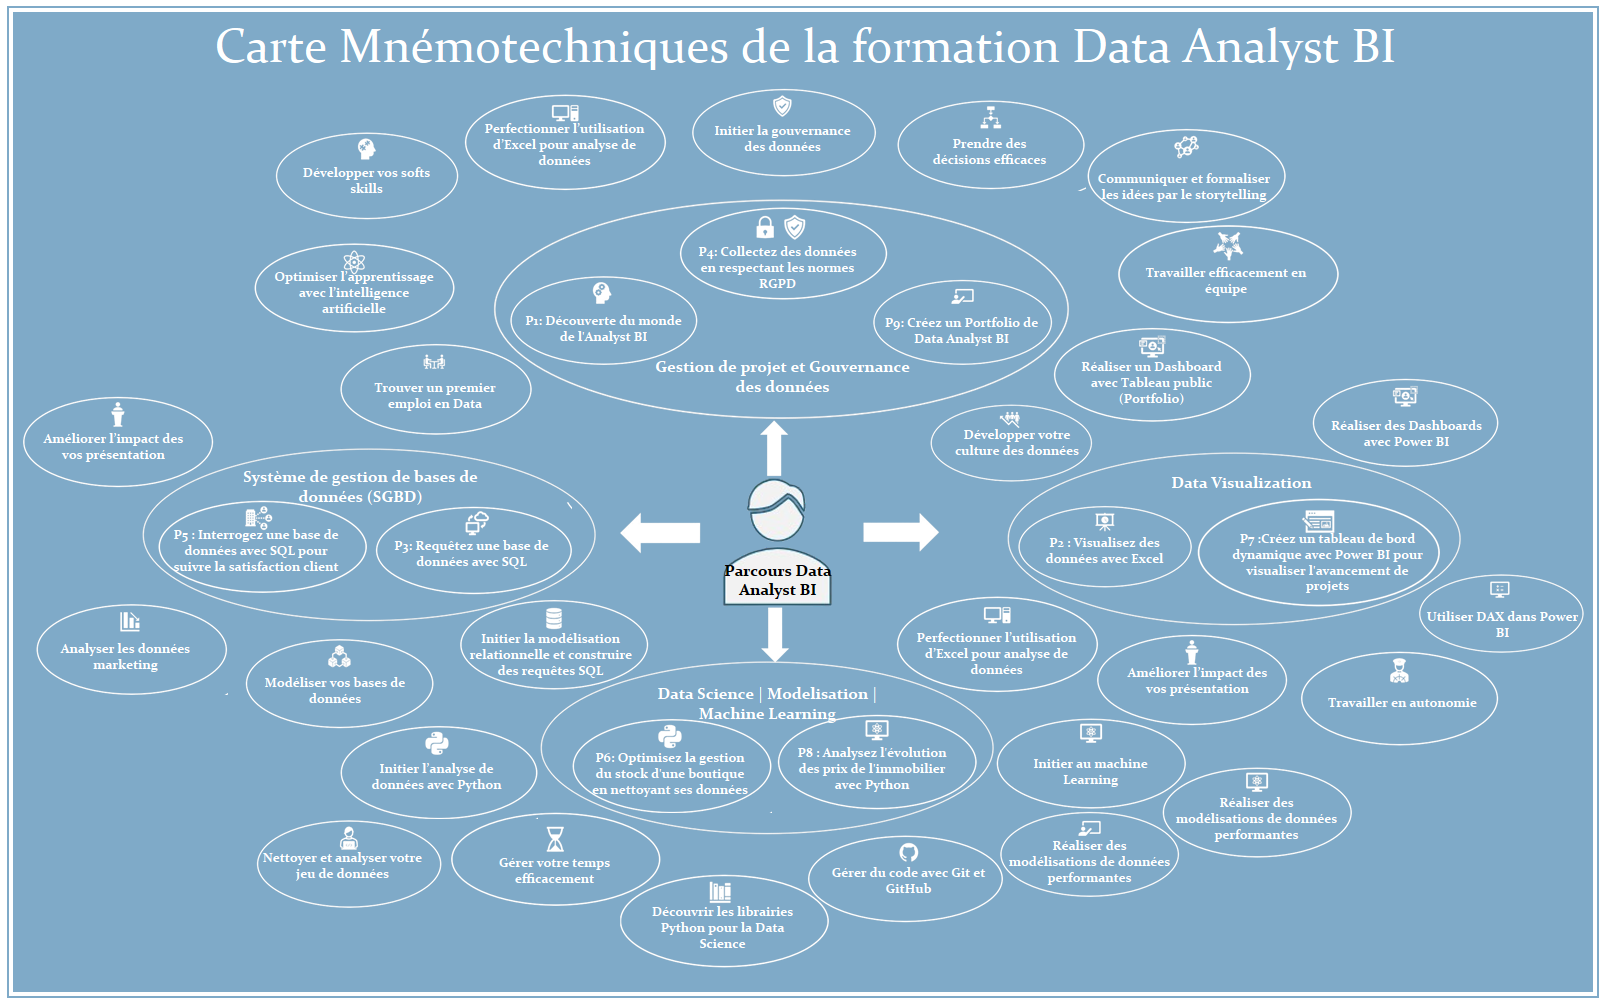 Carte Mnémotechniques de la formation Data Analyst BI
Perfectionner l'utilisation
d'Excel pour analyse de
données
Initier la gouvernance
des données
Prendre des
décisions efficaces
Développer vos softs
skills
Communiquer et formaliser
les idées par le storytelling
P4: Collectez des données
en respectant les normes
RGPD
Optimiser l'apprentissage
avec l'intelligence
artificielle
Travailler efficacement en
équipe
P1: Découverte du monde
de l'Analyst BI
P9: Créez un Portfolio de
Data Analyst BI
Gestion de projet et Gouvernance
des données
Trouver un premier
emploi en Data
Réaliser un Dashboard
avec Tableau public
(Portfolio)
Améliorer l'impact des
vos présentation
Développer votre
culture des données
Réaliser des Dashboards
avec Power BI
Système de gestion de bases de
données (SGBD)
P5 : Interrogez une base de
données avec SQL pour
suivre la satisfaction client
P3: Requêtez une base de
données avec SQL
Data Visualization
P2 : Visualisez des
données avec Excel
P7 :Créez un tableau de bord
dynamique avec Power BI pour
visualiser l'avancement de
projets
Parcours Data
Analyst BI
Utiliser DAX dans Power
BI
Analyser les données
marketing
Initier la modélisation
relationnelle et construire
des requêtes SQL
Perfectionner l'utilisation
d'Excel pour analyse de
données
Modéliser vos bases de
données
Améliorer l'impact des
vos présentation
Travailler en autonomie
Data Science | Modelisation |
Machine Learning
P6: Optimisez la gestion
du stock d'une boutique
en nettoyant ses données
P8 : Analysez l'évolution
des prix de l'immobilier
avec Python
Initier l'analyse de
données avec Python
Initier au machine
Learning
Réaliser des
modélisations de données
performantes
Nettoyer et analyser votre
jeu de données
Gérer votre temps
efficacement
Gérer du code avec Git et
GitHub
Réaliser des
modélisations de données
performantes
Découvrir les librairies
Python pour la Data
Science